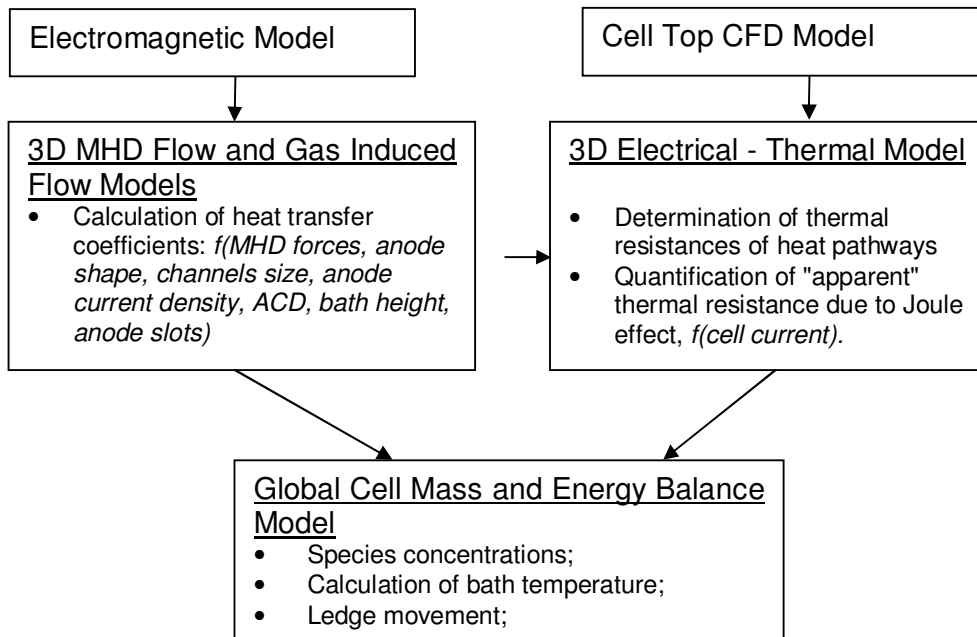 Electromagnetic Model
Cell Top CFD Model
3D MHD Flow and Gas Induced
Flow Models
• Calculation of heat transfer
coefficients: f(MHD forces, anode
shape, channels size, anode
current density, ACD, bath height,
anode slots)
3D Electrical - Thermal Model
• Determination of thermal
resistances of heat pathways
• Quantification of "apparent"
thermal resistance due to Joule
effect, f(cell current).
Global Cell Mass and Energy Balance
Model
• Species concentrations;
• Calculation of bath temperature;
• Ledge movement;